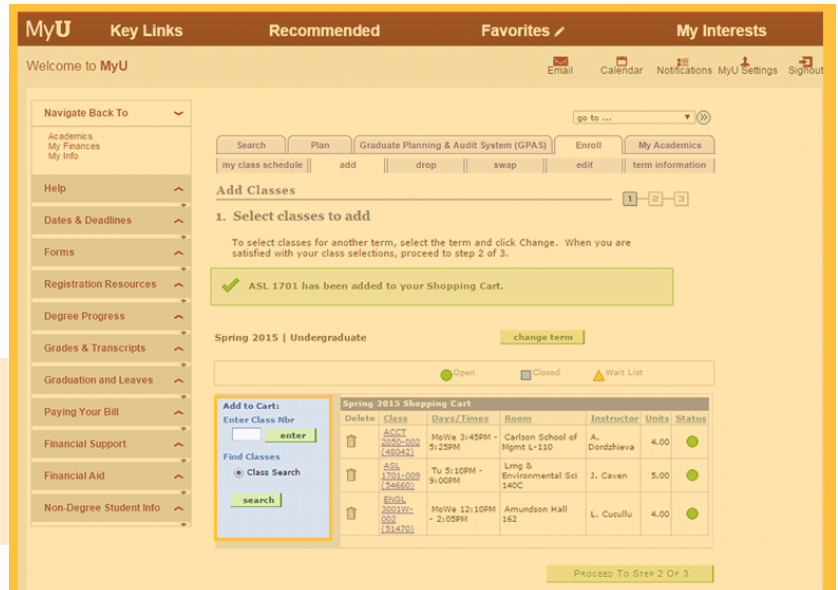 MyU Key Links Recommended Favorites My Interests
Welcome to MyU
Email Calendar Notifications MyU Settings Signout
Navigate Back To
Academics
My Finances
My Info
Help
Dates & Deadlines
Forms
Registration Resources
Degree Progress
Grades & Transcripts
Graduation and Leaves
Paying Your Bill
Financial Support
Financial Aid
Non-Degree Student Info
go to ...
Search Plan Graduate Planning & Audit System (GPAS) Enroll My Academics
my class schedule add drop swap edit term information
Add Classes
1 2 3
1. Select classes to add
To select classes for another term, select the term and click Change. When you are
satisfied with your class selections, proceed to step 2 of 3.
ASL 1701 has been added to your Shopping Cart.
Spring 2015 | Undergraduate change term
Open Closed Wait List
Add to Cart:
Enter Class Nbr
enter
Find Classes
Class Search
search
Spring 2015 Shopping Cart
Delete Class Days/Times Room Instructor Units Status
ACCT
2050-002
(48042)
MoWe 3:45PM -
5:25PM
Carlson School of
Mgmt L-110
A.
Dordzhieva
4.00
ASL
1701-009
(54660)
Tu 5:10PM -
9:00PM
Lrng &
Environmental Sci
140C
J. Caven
5.00
ENGL
3001W-
002
(51470)
MoWe 12:10PM
- 2:05PM
Amundson Hall
162
L. Cucullu
4.00
PROCEED TO STEP 2 OF 3